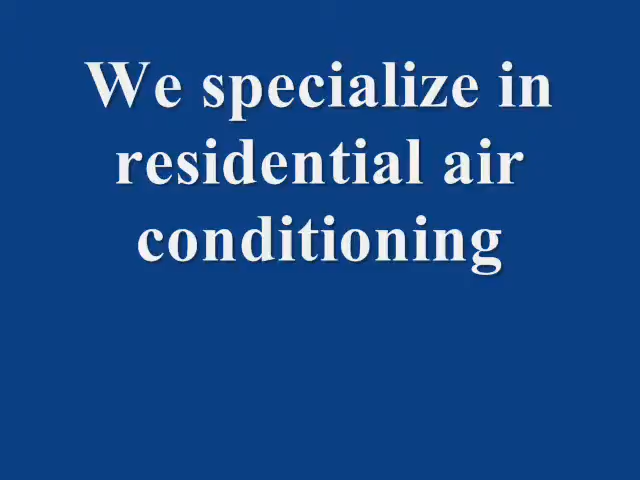 We specialize in
residential air
conditioning